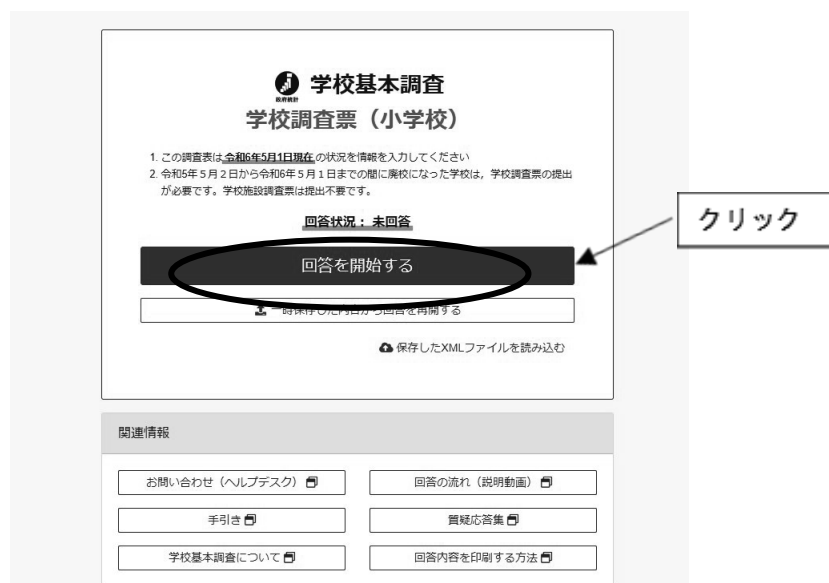 学校基本調査
政府統計
学校調査票（小学校）
1. この調査表は 令和6年5月1日現在 の状況を情報を入力してください
2. 令和5年５月２日から令和6年５月１日までの間に廃校になった学校は，学校調査票の提出
が必要です。学校施設調査票は提出不要です。
回答状況： 未回答
クリック
回答を開始する
一時保存した内容から回答を再開する
保存したXMLファイルを読み込む
関連情報
お問い合わせ（ヘルプデスク）
回答の流れ（説明動画）
手引き
質疑応答集
学校基本調査について
回答内容を印刷する方法